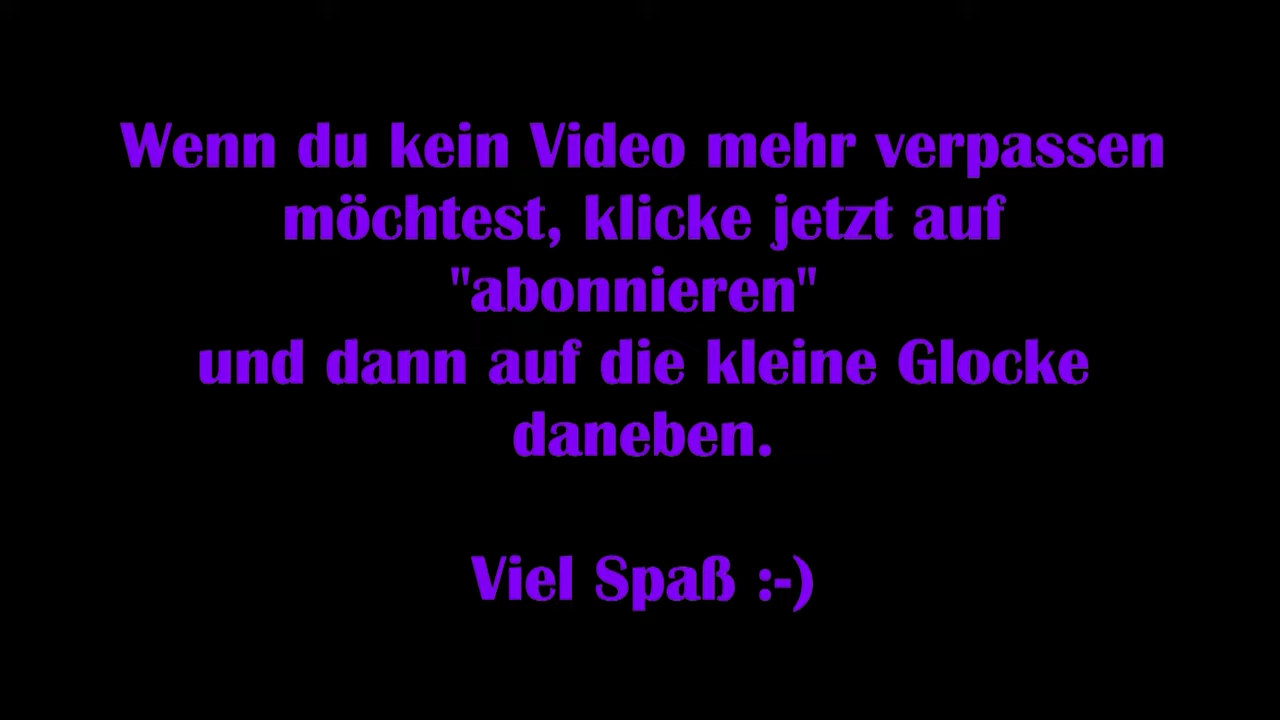 Wenn du kein Video mehr verpassen
möchtest, klicke jetzt auf
"abonnieren"
und dann auf die kleine Glocke
daneben.
Viel Spaß :-)